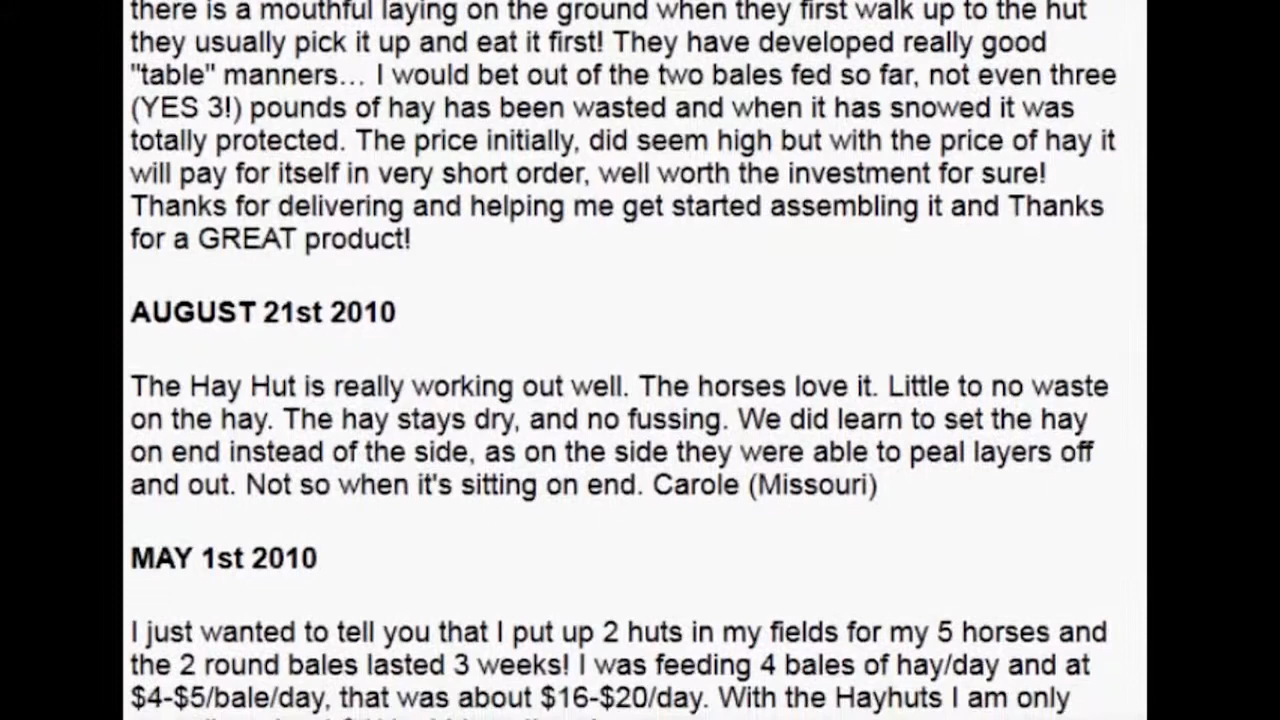 there is a mouthful laying on the ground when they first walk up to the hut
they usually pick it up and eat it first! They have developed really good
"table" manners... I would bet out of the two bales fed so far, not even three
(YES 3!) pounds of hay has been wasted and when it has snowed it was
totally protected. The price initially, did seem high but with the price of hay it
will pay for itself in very short order, well worth the investment for sure!
Thanks for delivering and helping me get started assembling it and Thanks
for a GREAT product!
AUGUST 21st 2010
The Hay Hut is really working out well. The horses love it. Little to no waste
on the hay. The hay stays dry, and no fussing. We did learn to set the hay
on end instead of the side, as on the side they were able to peal layers off
and out. Not so when it's sitting on end. Carole (Missouri)
MAY 1st 2010
I just wanted to tell you that I put up 2 huts in my fields for my 5 horses and
the 2 round bales lasted 3 weeks! I was feeding 4 bales of hay/day and at
$4-$5/bale/day, that was about $16-$20/day. With the Hayhuts I am only